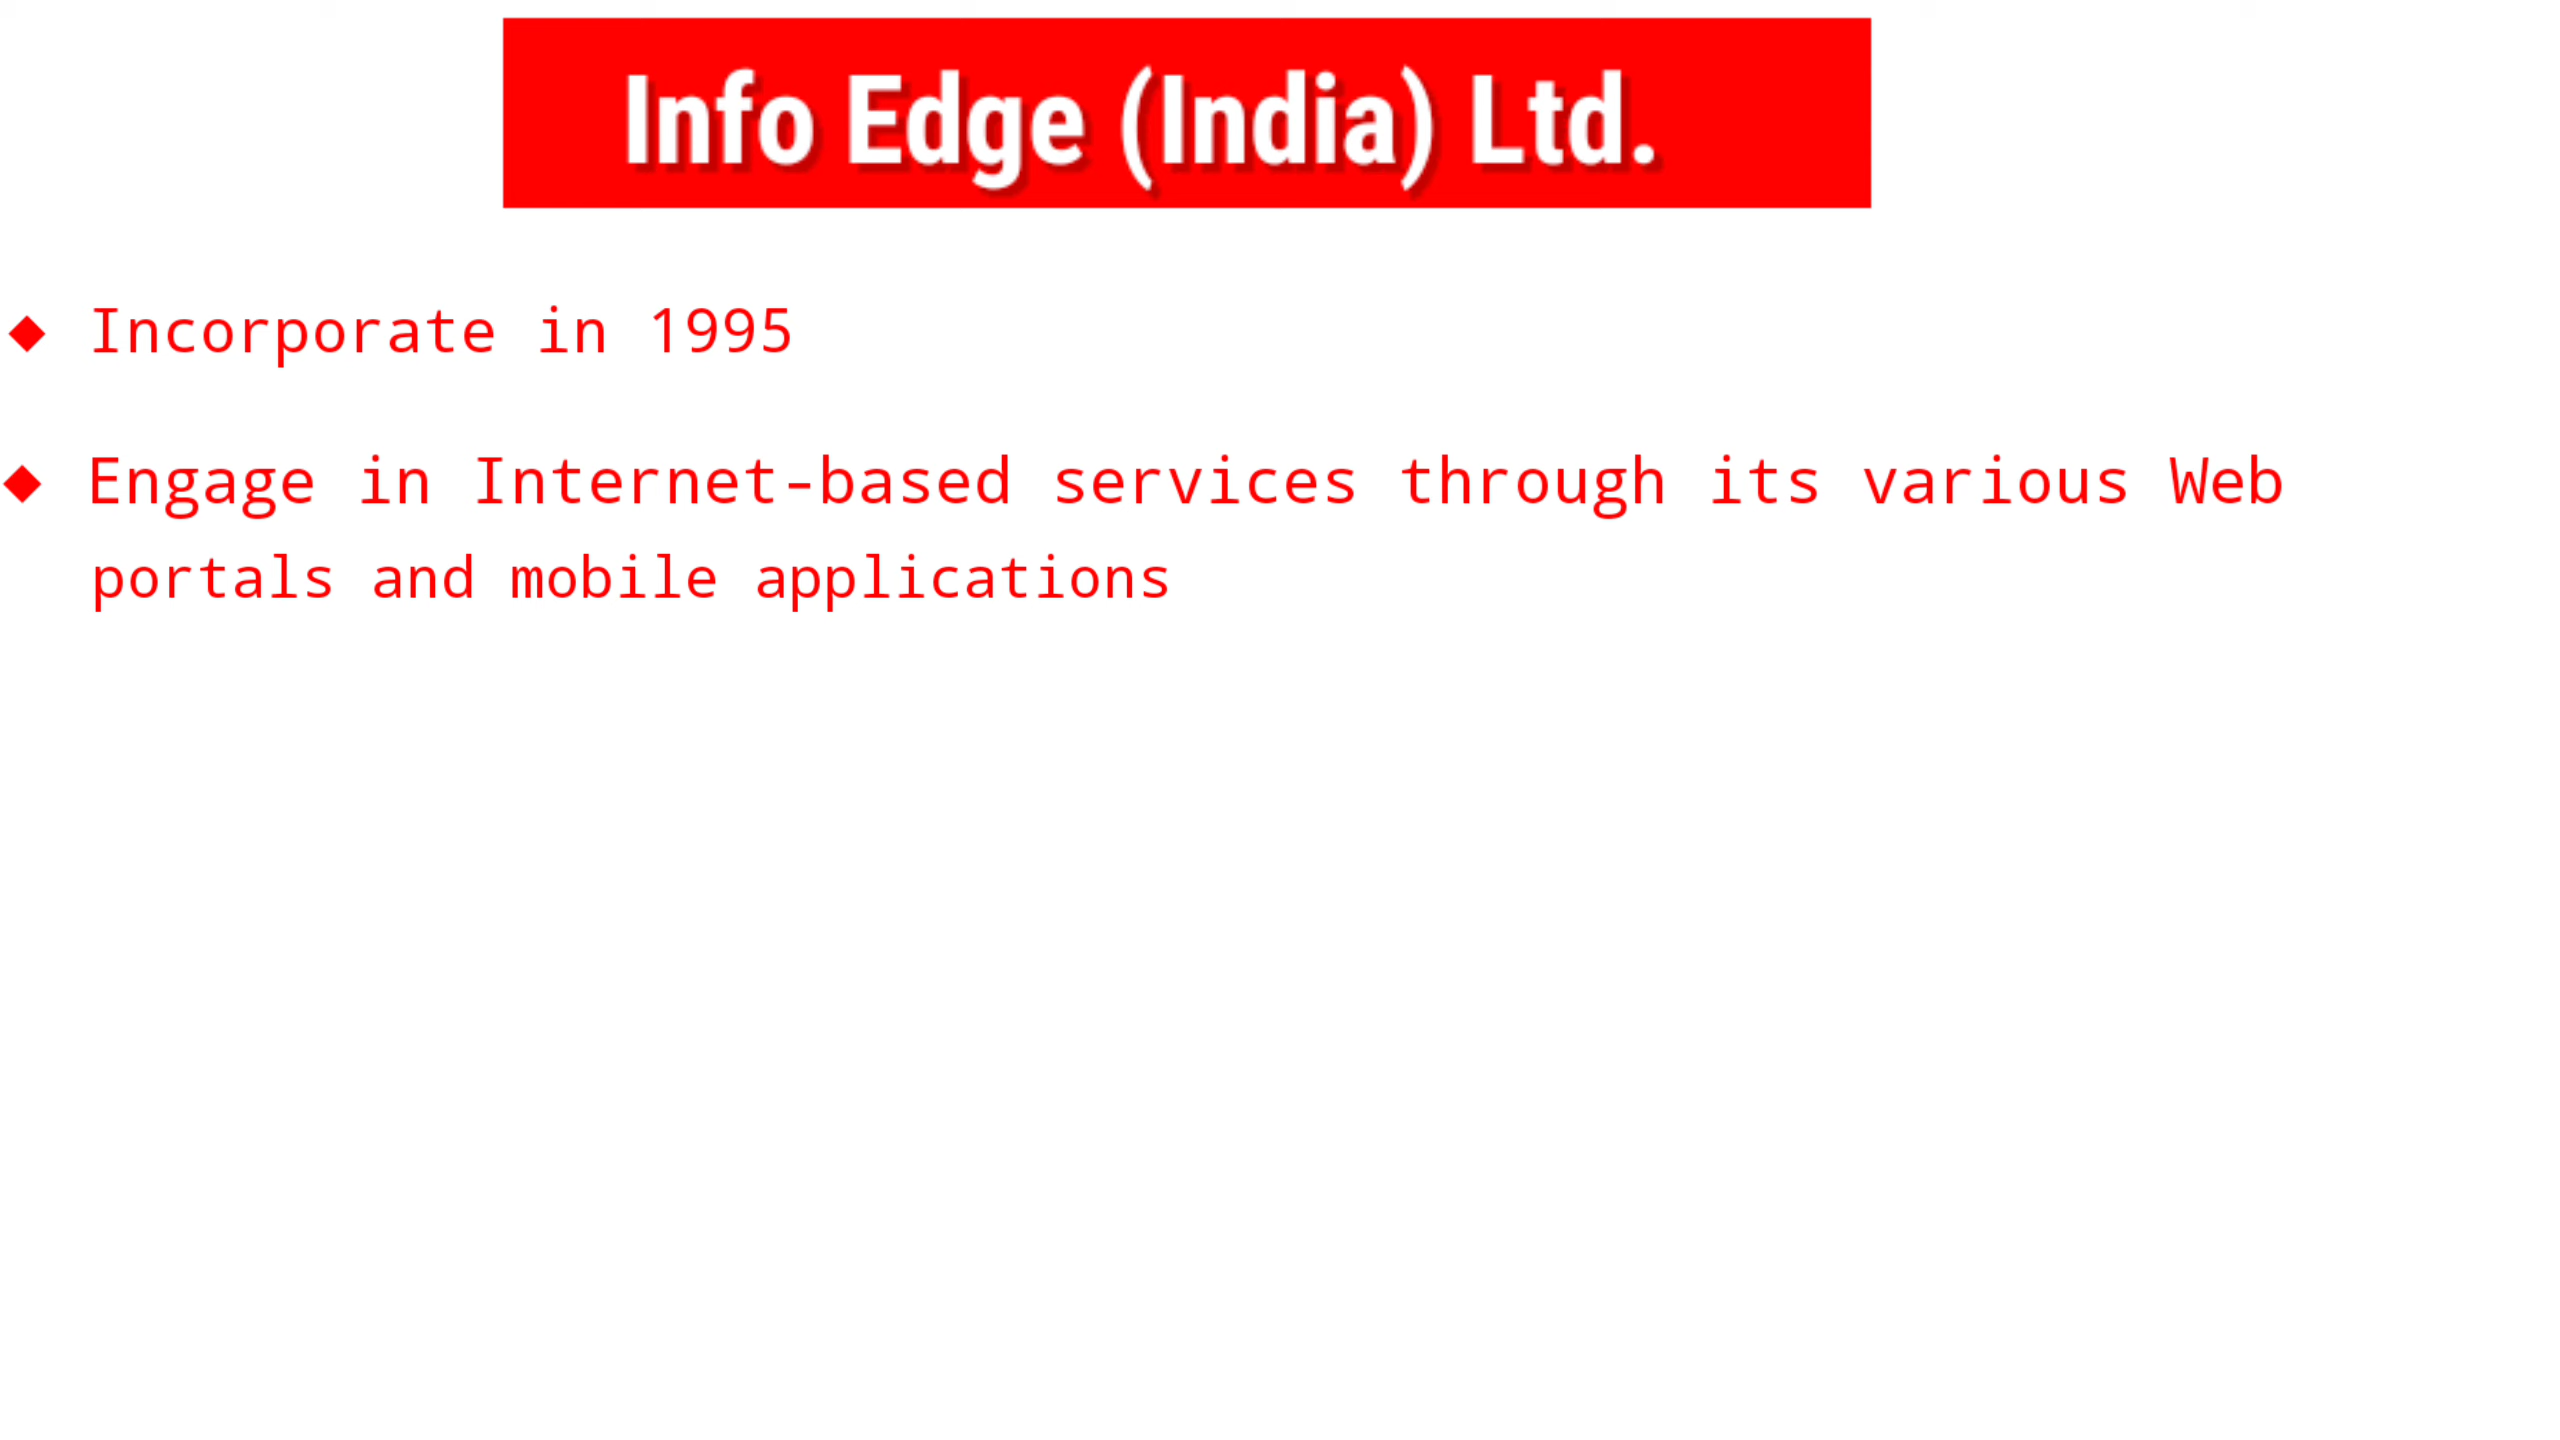 Info Edge (India) Ltd.
◆ Incorporate in 1995
◆ Engage in Internet-based services through its various Web
portals and mobile applications